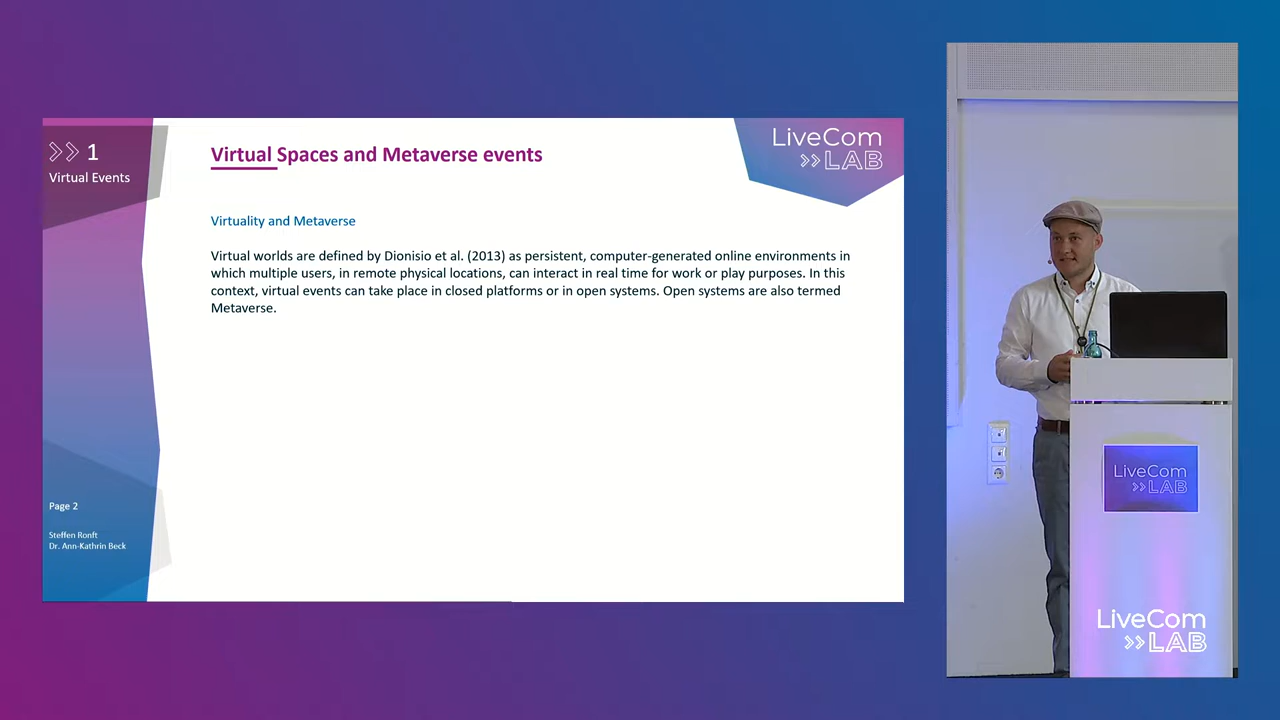 >> 1
Virtual Events
Virtual Spaces and Metaverse events
LiveCom
>> LAB
Virtuality and Metaverse
Virtual worlds are defined by Dionisio et al. (2013) as persistent, computer-generated online environments in
which multiple users, in remote physical locations, can interact in real time for work or play purposes. In this
context, virtual events can take place in closed platforms or in open systems. Open systems are also termed
Metaverse.
Page 2
Steffen Ronft
Dr. Ann-Kathrin Beck
LiveCom
>> LAB
LiveCom
>> LAB